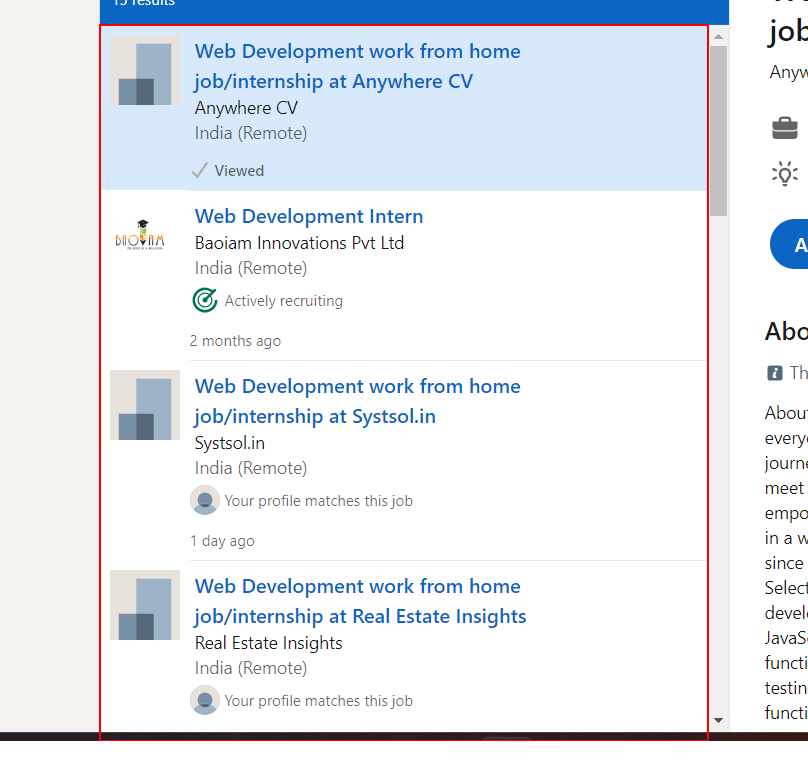 15 results
Web Development work from home
job/internship at Anywhere CV
Anywhere CV
India (Remote)
Viewed
BAOIAM
Web Development Intern
Baoiam Innovations Pvt Ltd
India (Remote)
Actively recruiting
2 months ago
Web Development work from home
job/internship at Systsol.in
Systsol.in
India (Remote)
Your profile matches this job
1 day ago
Web Development work from home
job/internship at Real Estate Insights
Real Estate Insights
India (Remote)
Your profile matches this job
job
Anyw
A
Abo
Th
About
every
journe
meet
empo
in a w
since
Select
devel
JavaS
functi
testin
functi